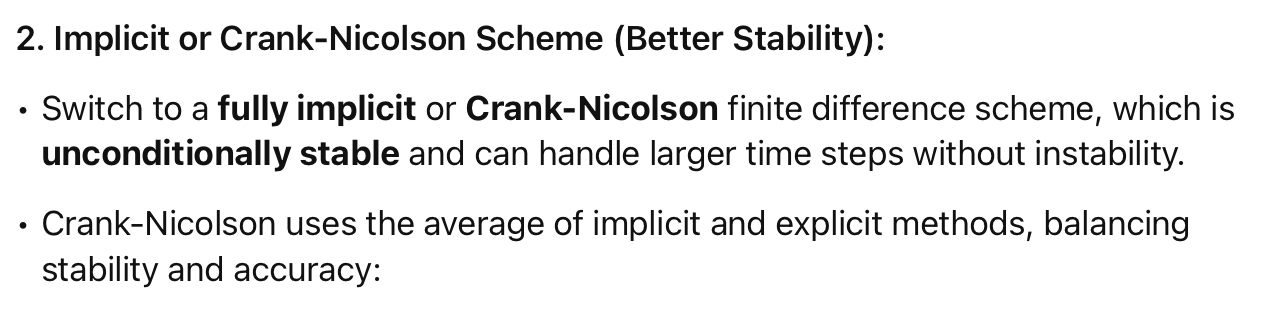 2. Implicit or Crank-Nicolson Scheme (Better Stability):
• Switch to a fully implicit or Crank-Nicolson finite difference scheme, which is
unconditionally stable and can handle larger time steps without instability.
• Crank-Nicolson uses the average of implicit and explicit methods, balancing
stability and accuracy: